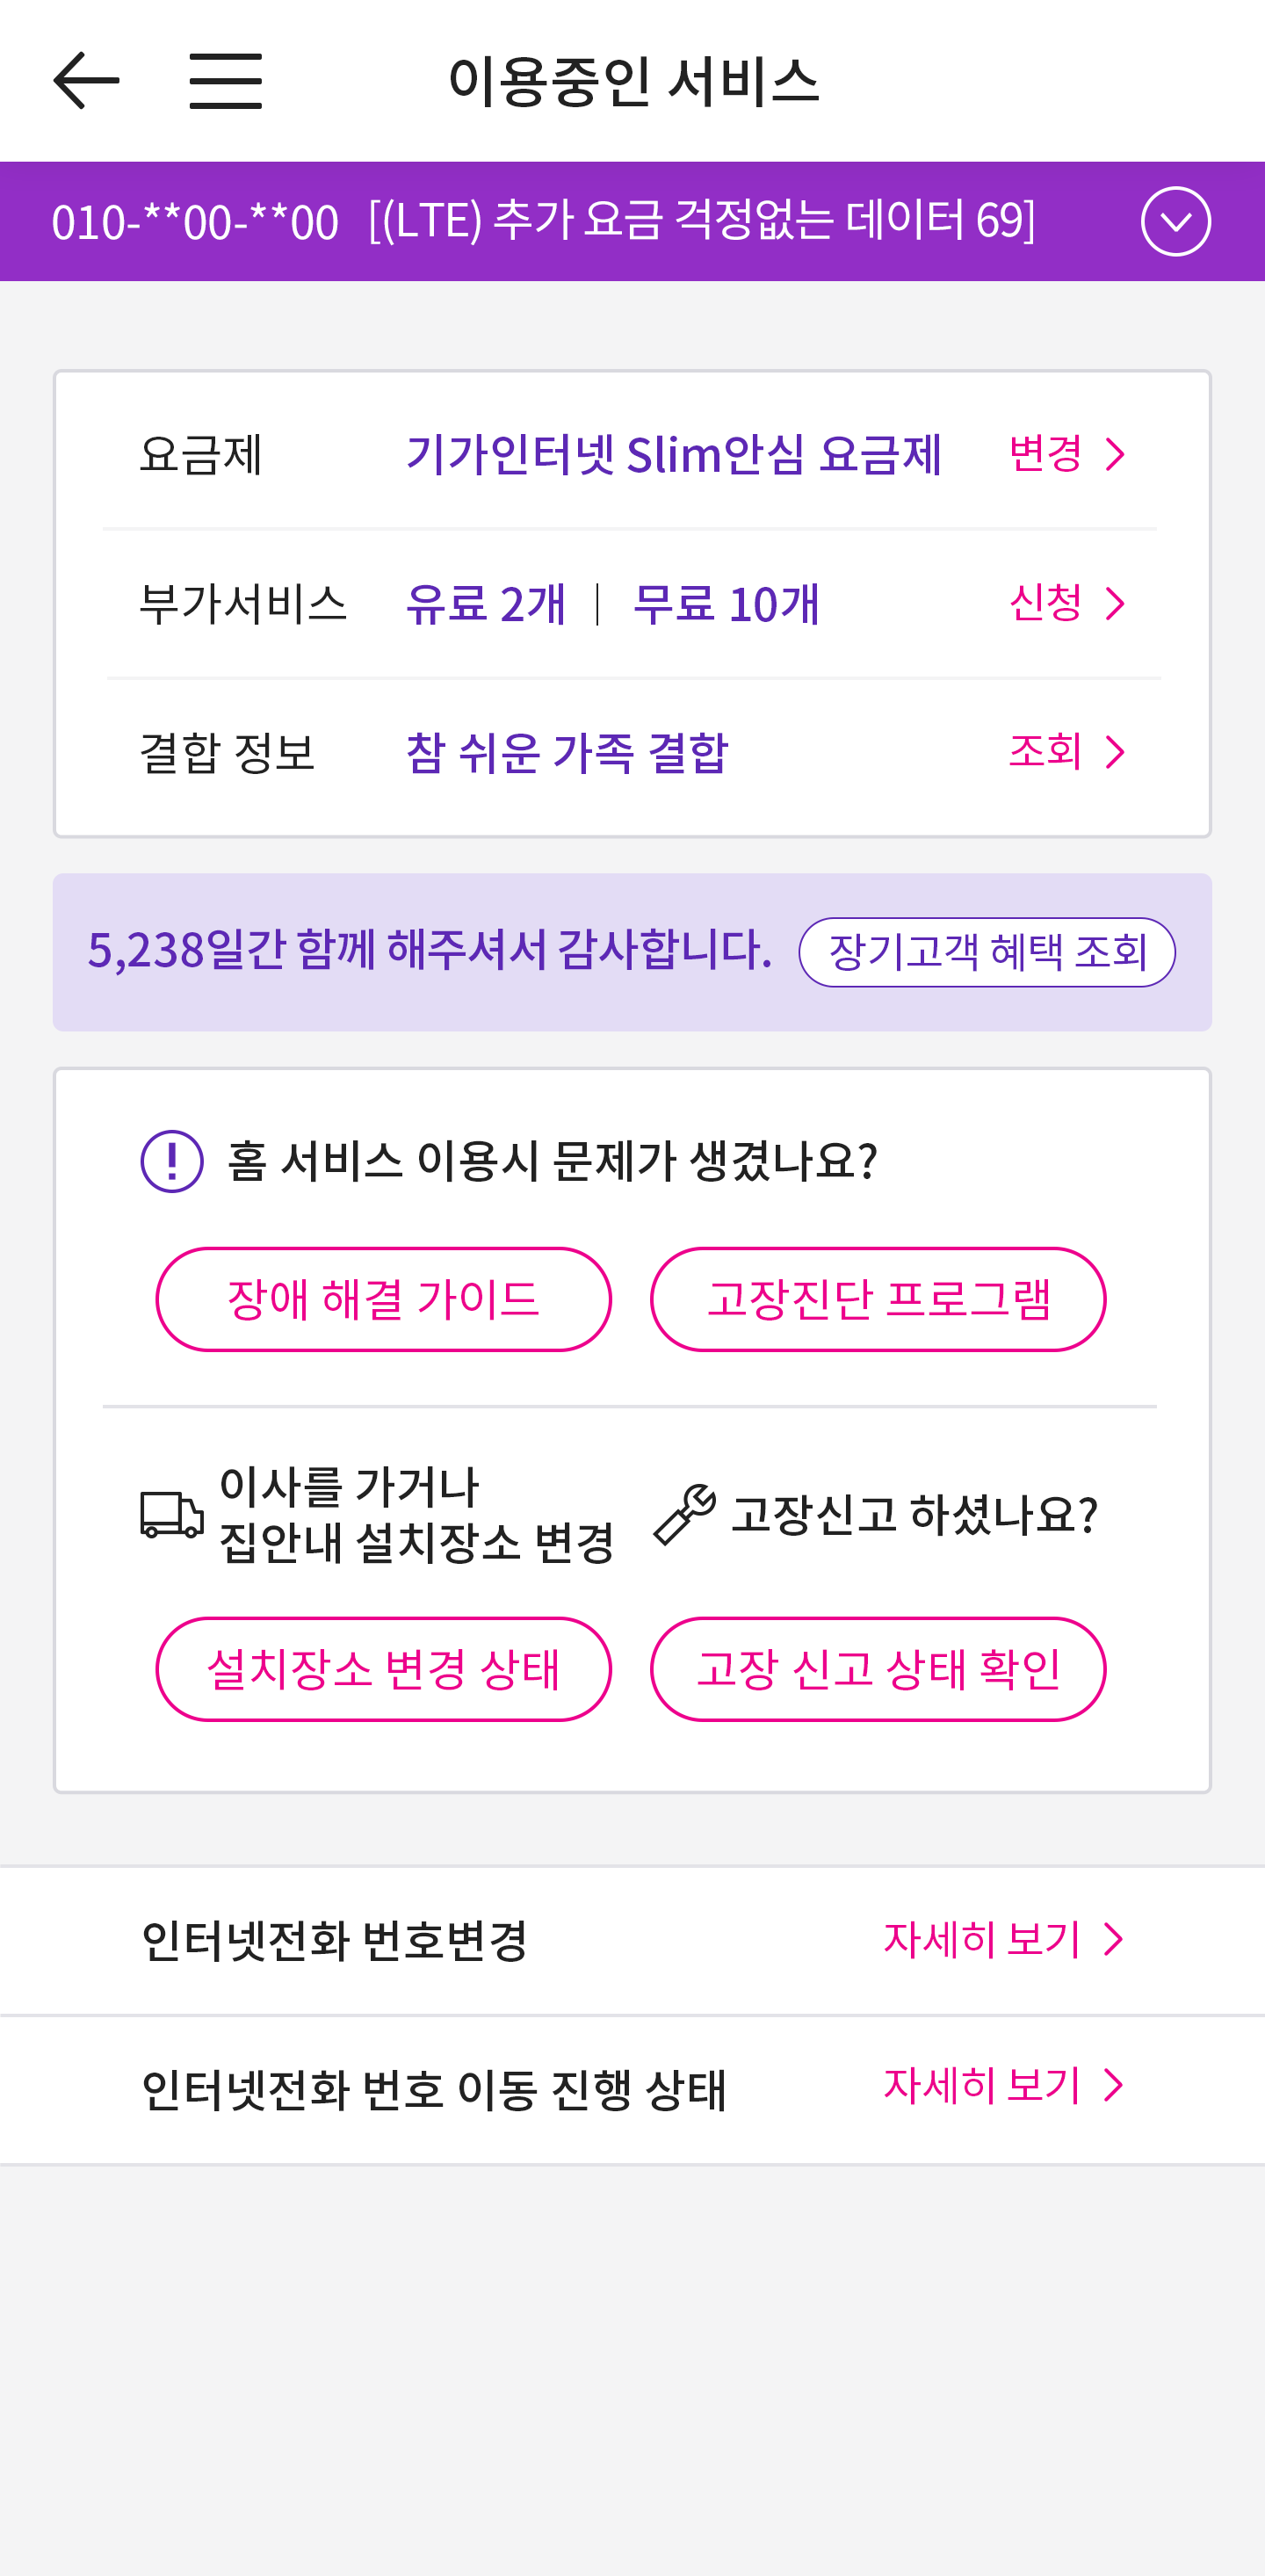 이용중인 서비스
010-**00-**00 [(LTE) 추가 요금 걱정없는 데이터 69]
요금제 기가인터넷 Slim안심 요금제 변경
부가서비스 유료 2개 | 무료 10개 신청
결합 정보 참 쉬운 가족 결합 조회
5,238일간 함께 해주셔서 감사합니다. 장기고객 혜택 조회
홈 서비스 이용시 문제가 생겼나요?
장애 해결 가이드 고장진단 프로그램
이사를 가거나
집안내 설치장소 변경
고장신고 하셨나요?
설치장소 변경 상태 고장 신고 상태 확인
인터넷전화 번호변경 자세히 보기
인터넷전화 번호 이동 진행 상태 자세히 보기